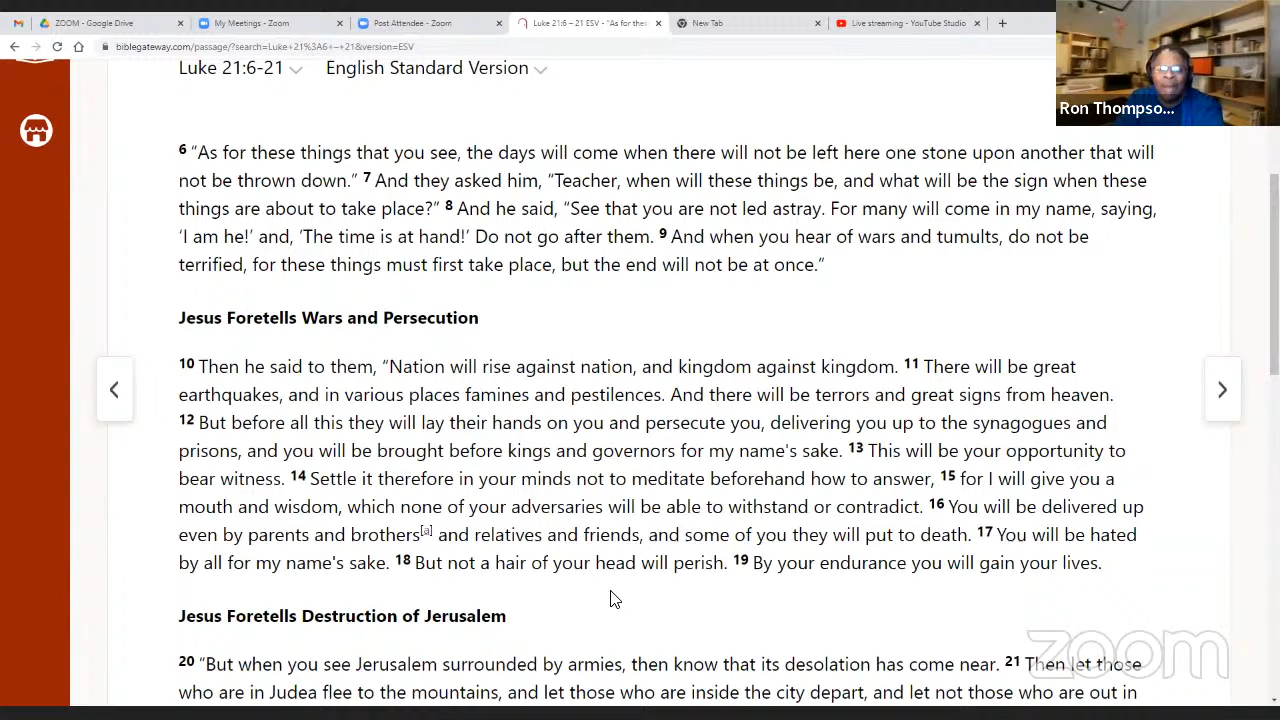 ZOOM - Google Drive
My Meetings - Zoom
Post Attendee - Zoom
Luke 21:6 – 21 ESV - "As for these
New Tab
Live streaming - YouTube Studio
biblegateway.com/passage/?search=Luke+21%3A6+-+21&version=ESV
Ron Thompso...
Luke 21:6-21
English Standard Version
6 “As for these things that you see, the days will come when there will not be left here one stone upon another that will
not be thrown down.” 7 And they asked him, “Teacher, when will these things be, and what will be the sign when these
things are about to take place?” 8 And he said, “See that you are not led astray. For many will come in my name, saying,
‘I am he!’ and, ‘The time is at hand!’ Do not go after them. 9 And when you hear of wars and tumults, do not be
terrified, for these things must first take place, but the end will not be at once.”
Jesus Foretells Wars and Persecution
10 Then he said to them, “Nation will rise against nation, and kingdom against kingdom. 11 There will be great
earthquakes, and in various places famines and pestilences. And there will be terrors and great signs from heaven.
12 But before all this they will lay their hands on you and persecute you, delivering you up to the synagogues and
prisons, and you will be brought before kings and governors for my name's sake. 13 This will be your opportunity to
bear witness. 14 Settle it therefore in your minds not to meditate beforehand how to answer, 15 for I will give you a
mouth and wisdom, which none of your adversaries will be able to withstand or contradict. 16 You will be delivered up
even by parents and brothers[a] and relatives and friends, and some of you they will put to death. 17 You will be hated
by all for my name's sake. 18 But not a hair of your head will perish. 19 By your endurance you will gain your lives.
Jesus Foretells Destruction of Jerusalem
20 “But when you see Jerusalem surrounded by armies, then know that its desolation has come near. 21 Then let those
who are in Judea flee to the mountains, and let those who are inside the city depart, and let not those who are out in
zoom